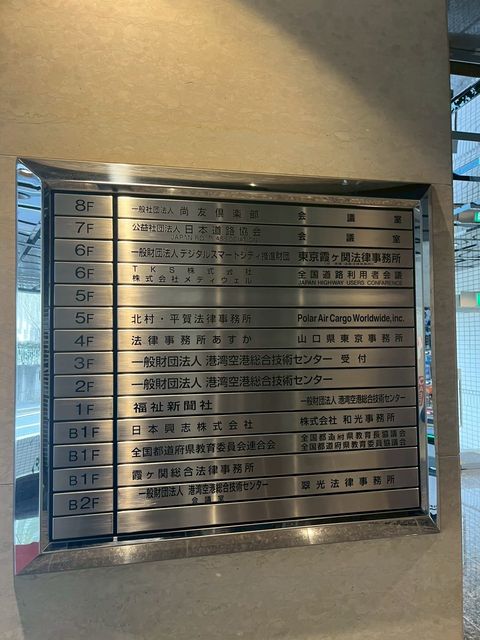 8F 一般社団法人 尚友倶楽部 会議室
7F 公益社団法人 日本道路協会
JAPAN ROAD ASSOCIATION
6F 一般財団法人デジタルスマートシティ推進財団 東京霞ヶ関法律事務所
6F TKS株式会社 全国道路利用者会議
株式会社メディウェル JAPAN HIGHWAY USERS CONFERENCE
5F
5F 北村・平賀法律事務所 Polar Air Cargo Worldwide, inc.
4F 法律事務所あすか 山口県東京事務所
3F 一般財団法人 港湾空港総合技術センター 受付
2F 一般財団法人 港湾空港総合技術センター
1F 福祉新聞社 一般財団法人 港湾空港総合技術センター
B1F 日本興志株式会社 株式会社 和光事務所
B1F 全国都道府県教育委員会連合会 全国都道府県教育長協議会
全国都道府県教育委員協議会
B1F 霞ヶ関総合法律事務所
B2F 一般財団法人 港湾空港総合技術センター 翠光法律事務所
会議室